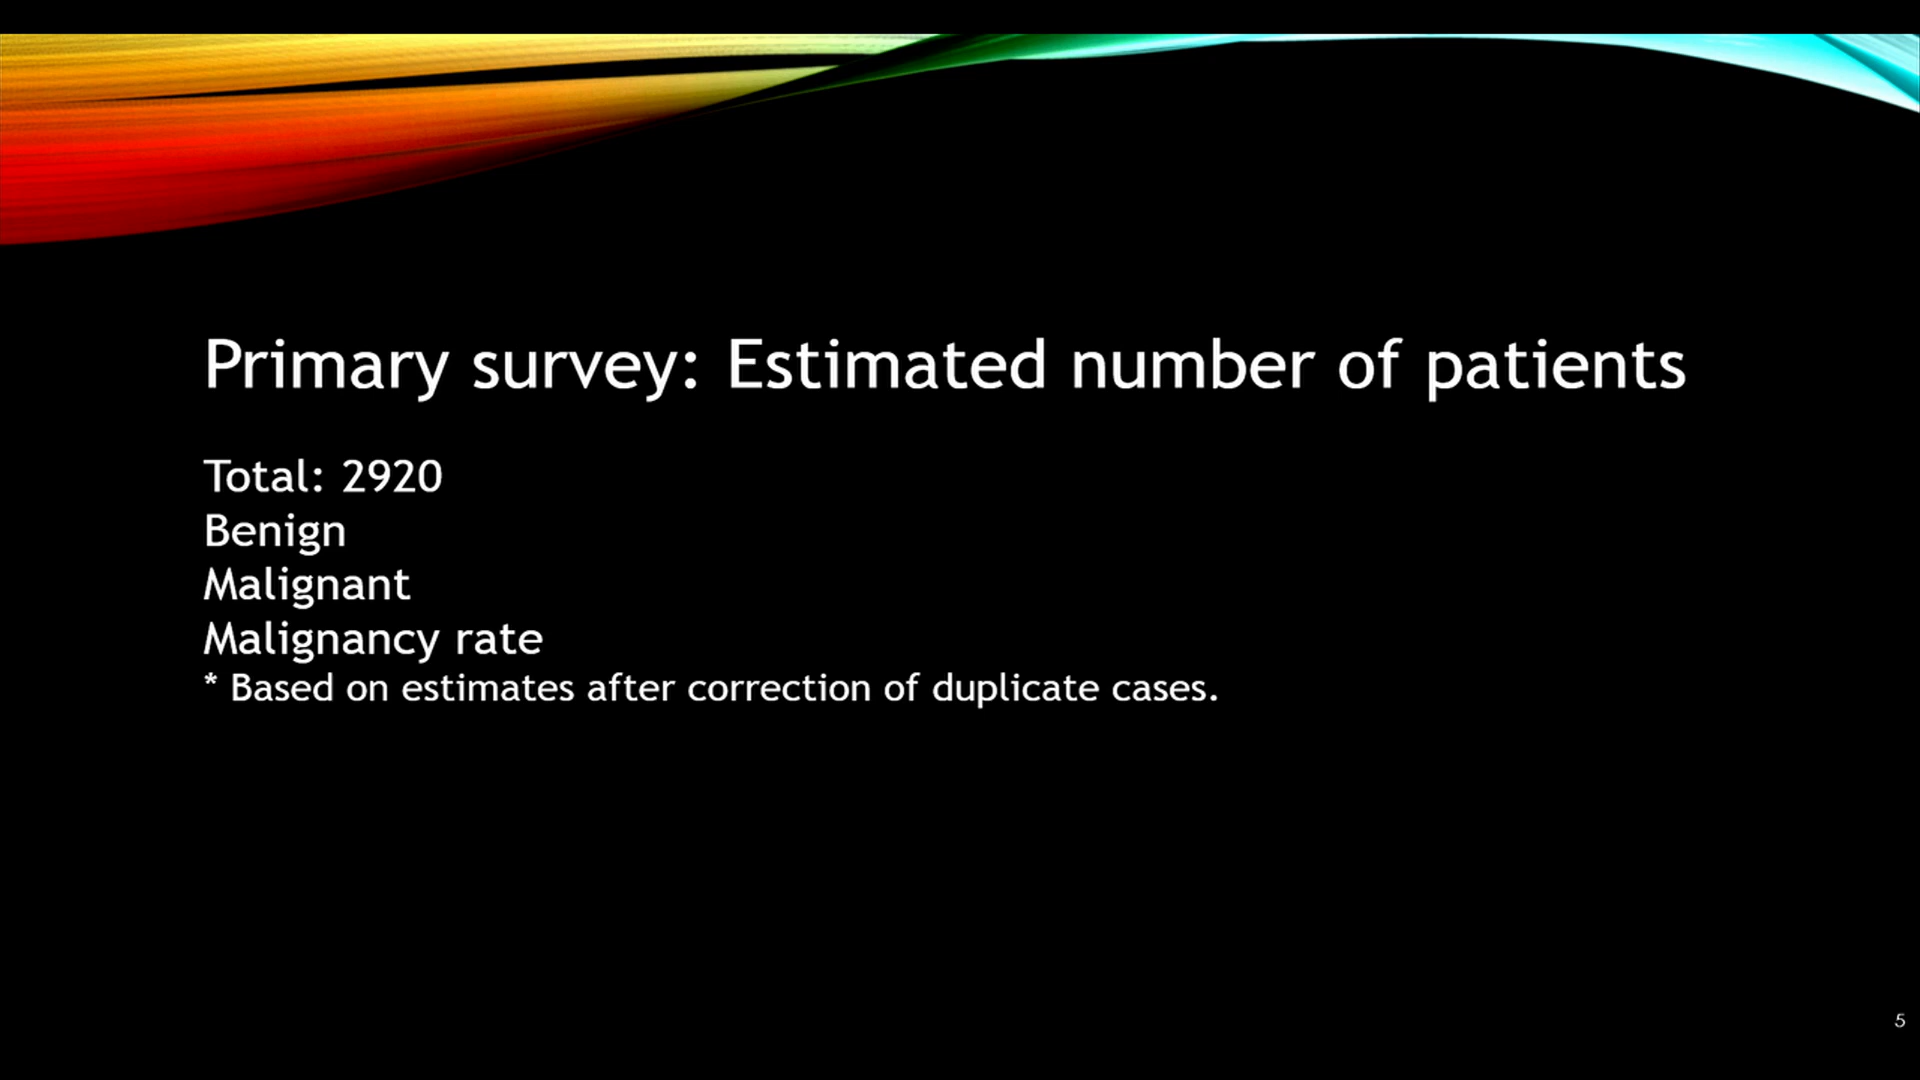 Primary survey: Estimated number of patients
Total: 2920
Benign
Malignant
Malignancy rate
* Based on estimates after correction of duplicate cases.
5